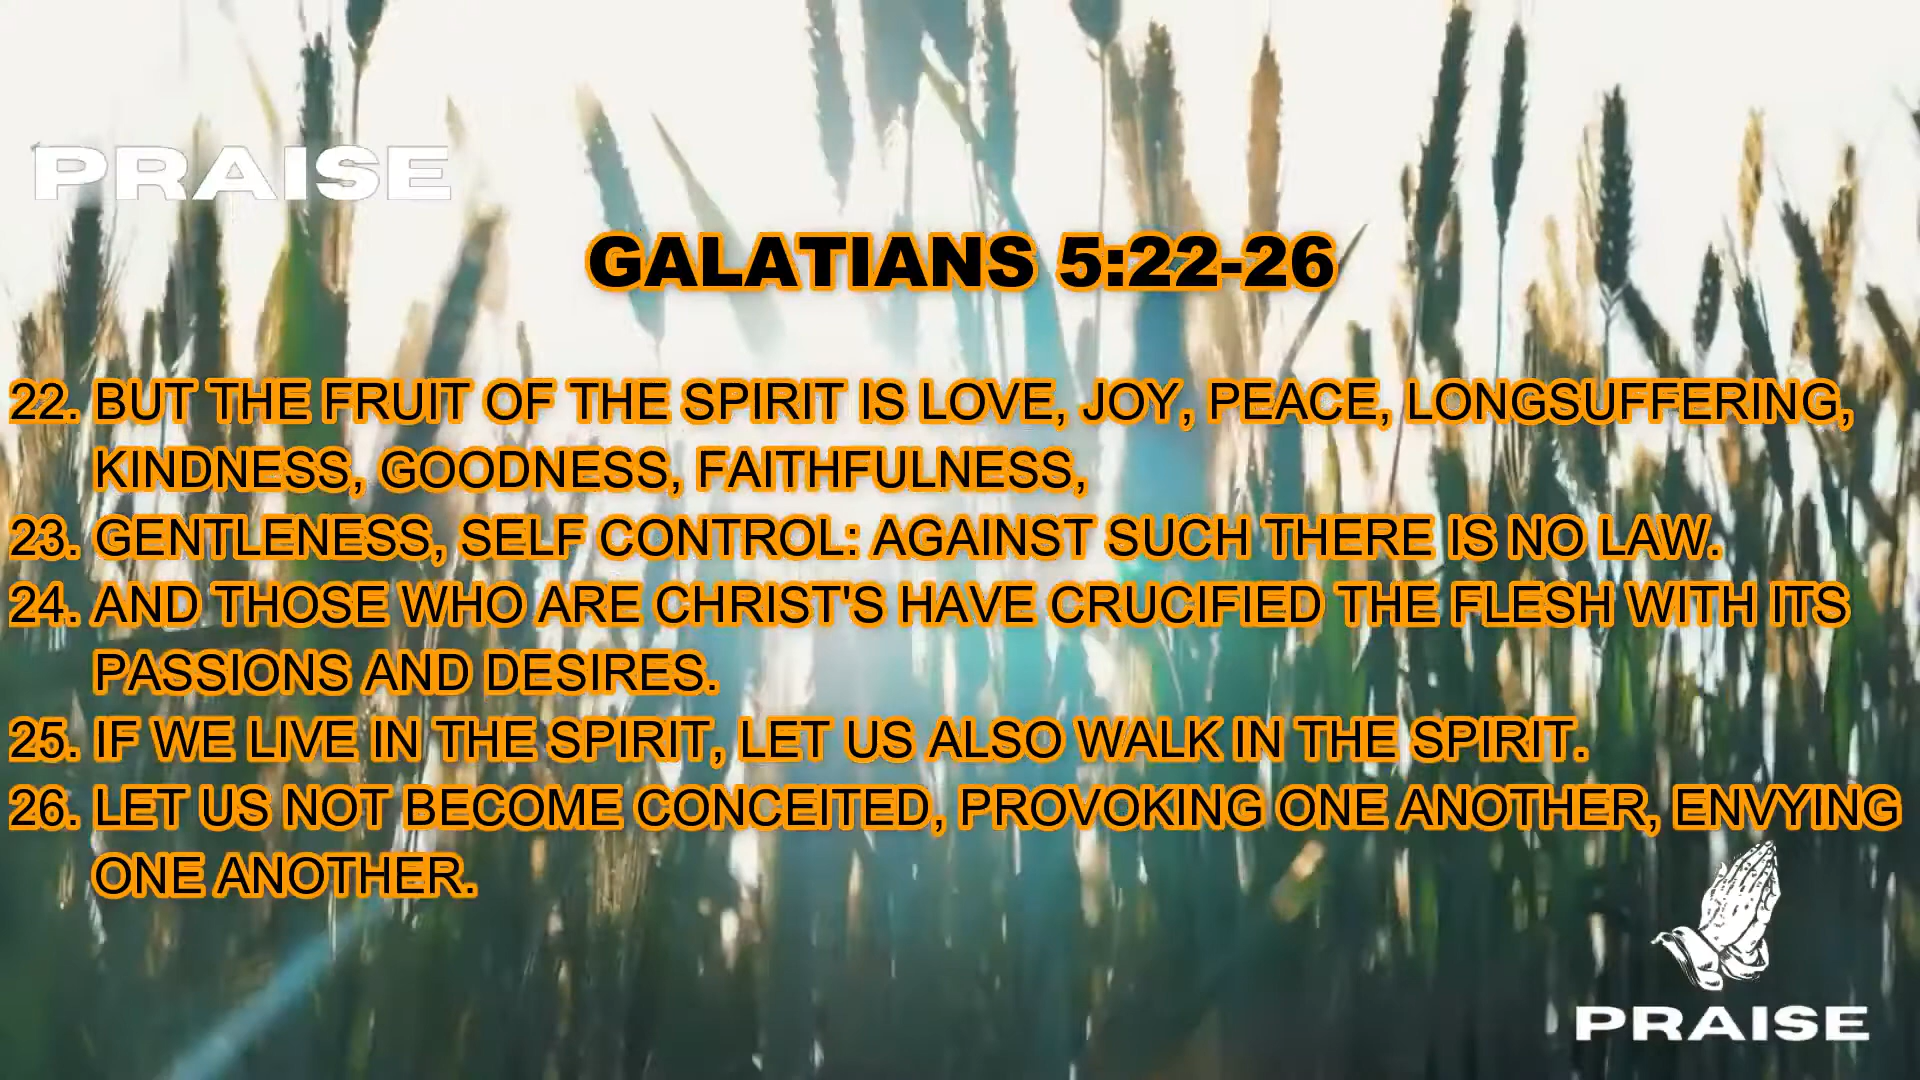 PRAISE
GALATIANS 5:22-26
22. BUT THE FRUIT OF THE SPIRIT IS LOVE, JOY, PEACE, LONGSUFFERING,
KINDNESS, GOODNESS, FAITHFULNESS,
23. GENTLENESS, SELF CONTROL: AGAINST SUCH THERE IS NO LAW.
24. AND THOSE WHO ARE CHRIST'S HAVE CRUCIFIED THE FLESH WITH ITS
PASSIONS AND DESIRES.
25. IF WE LIVE IN THE SPIRIT, LET US ALSO WALK IN THE SPIRIT.
26. LET US NOT BECOME CONCEITED, PROVOKING ONE ANOTHER, ENVYING
ONE ANOTHER.
PRAISE